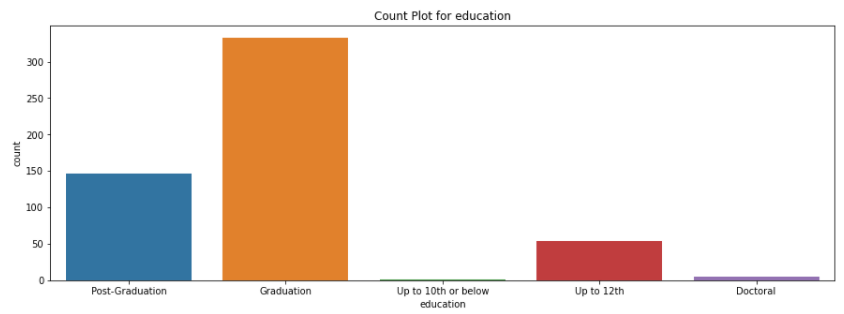 Count Plot for education
count
300
250
200
150
100
50
0
Post-Graduation Graduation Up to 10th or below Up to 12th Doctoral
education